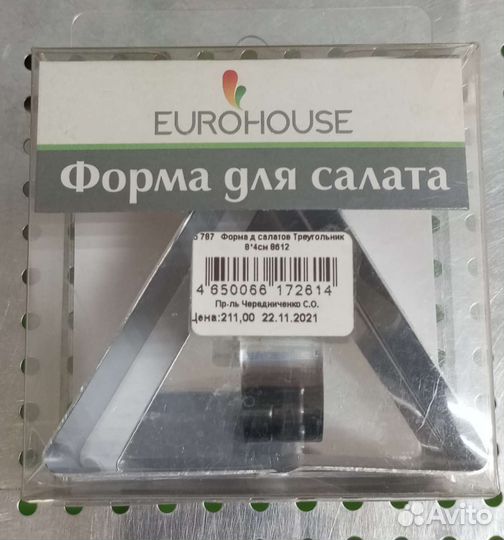 EUROHOUSE
Форма для салата
787 Форма д салатов Треугольник
8*4см 8612
4 650066 172614
Пр-ль Чередниченко С.О.
Цена:211,00 22.11.2021
Avito